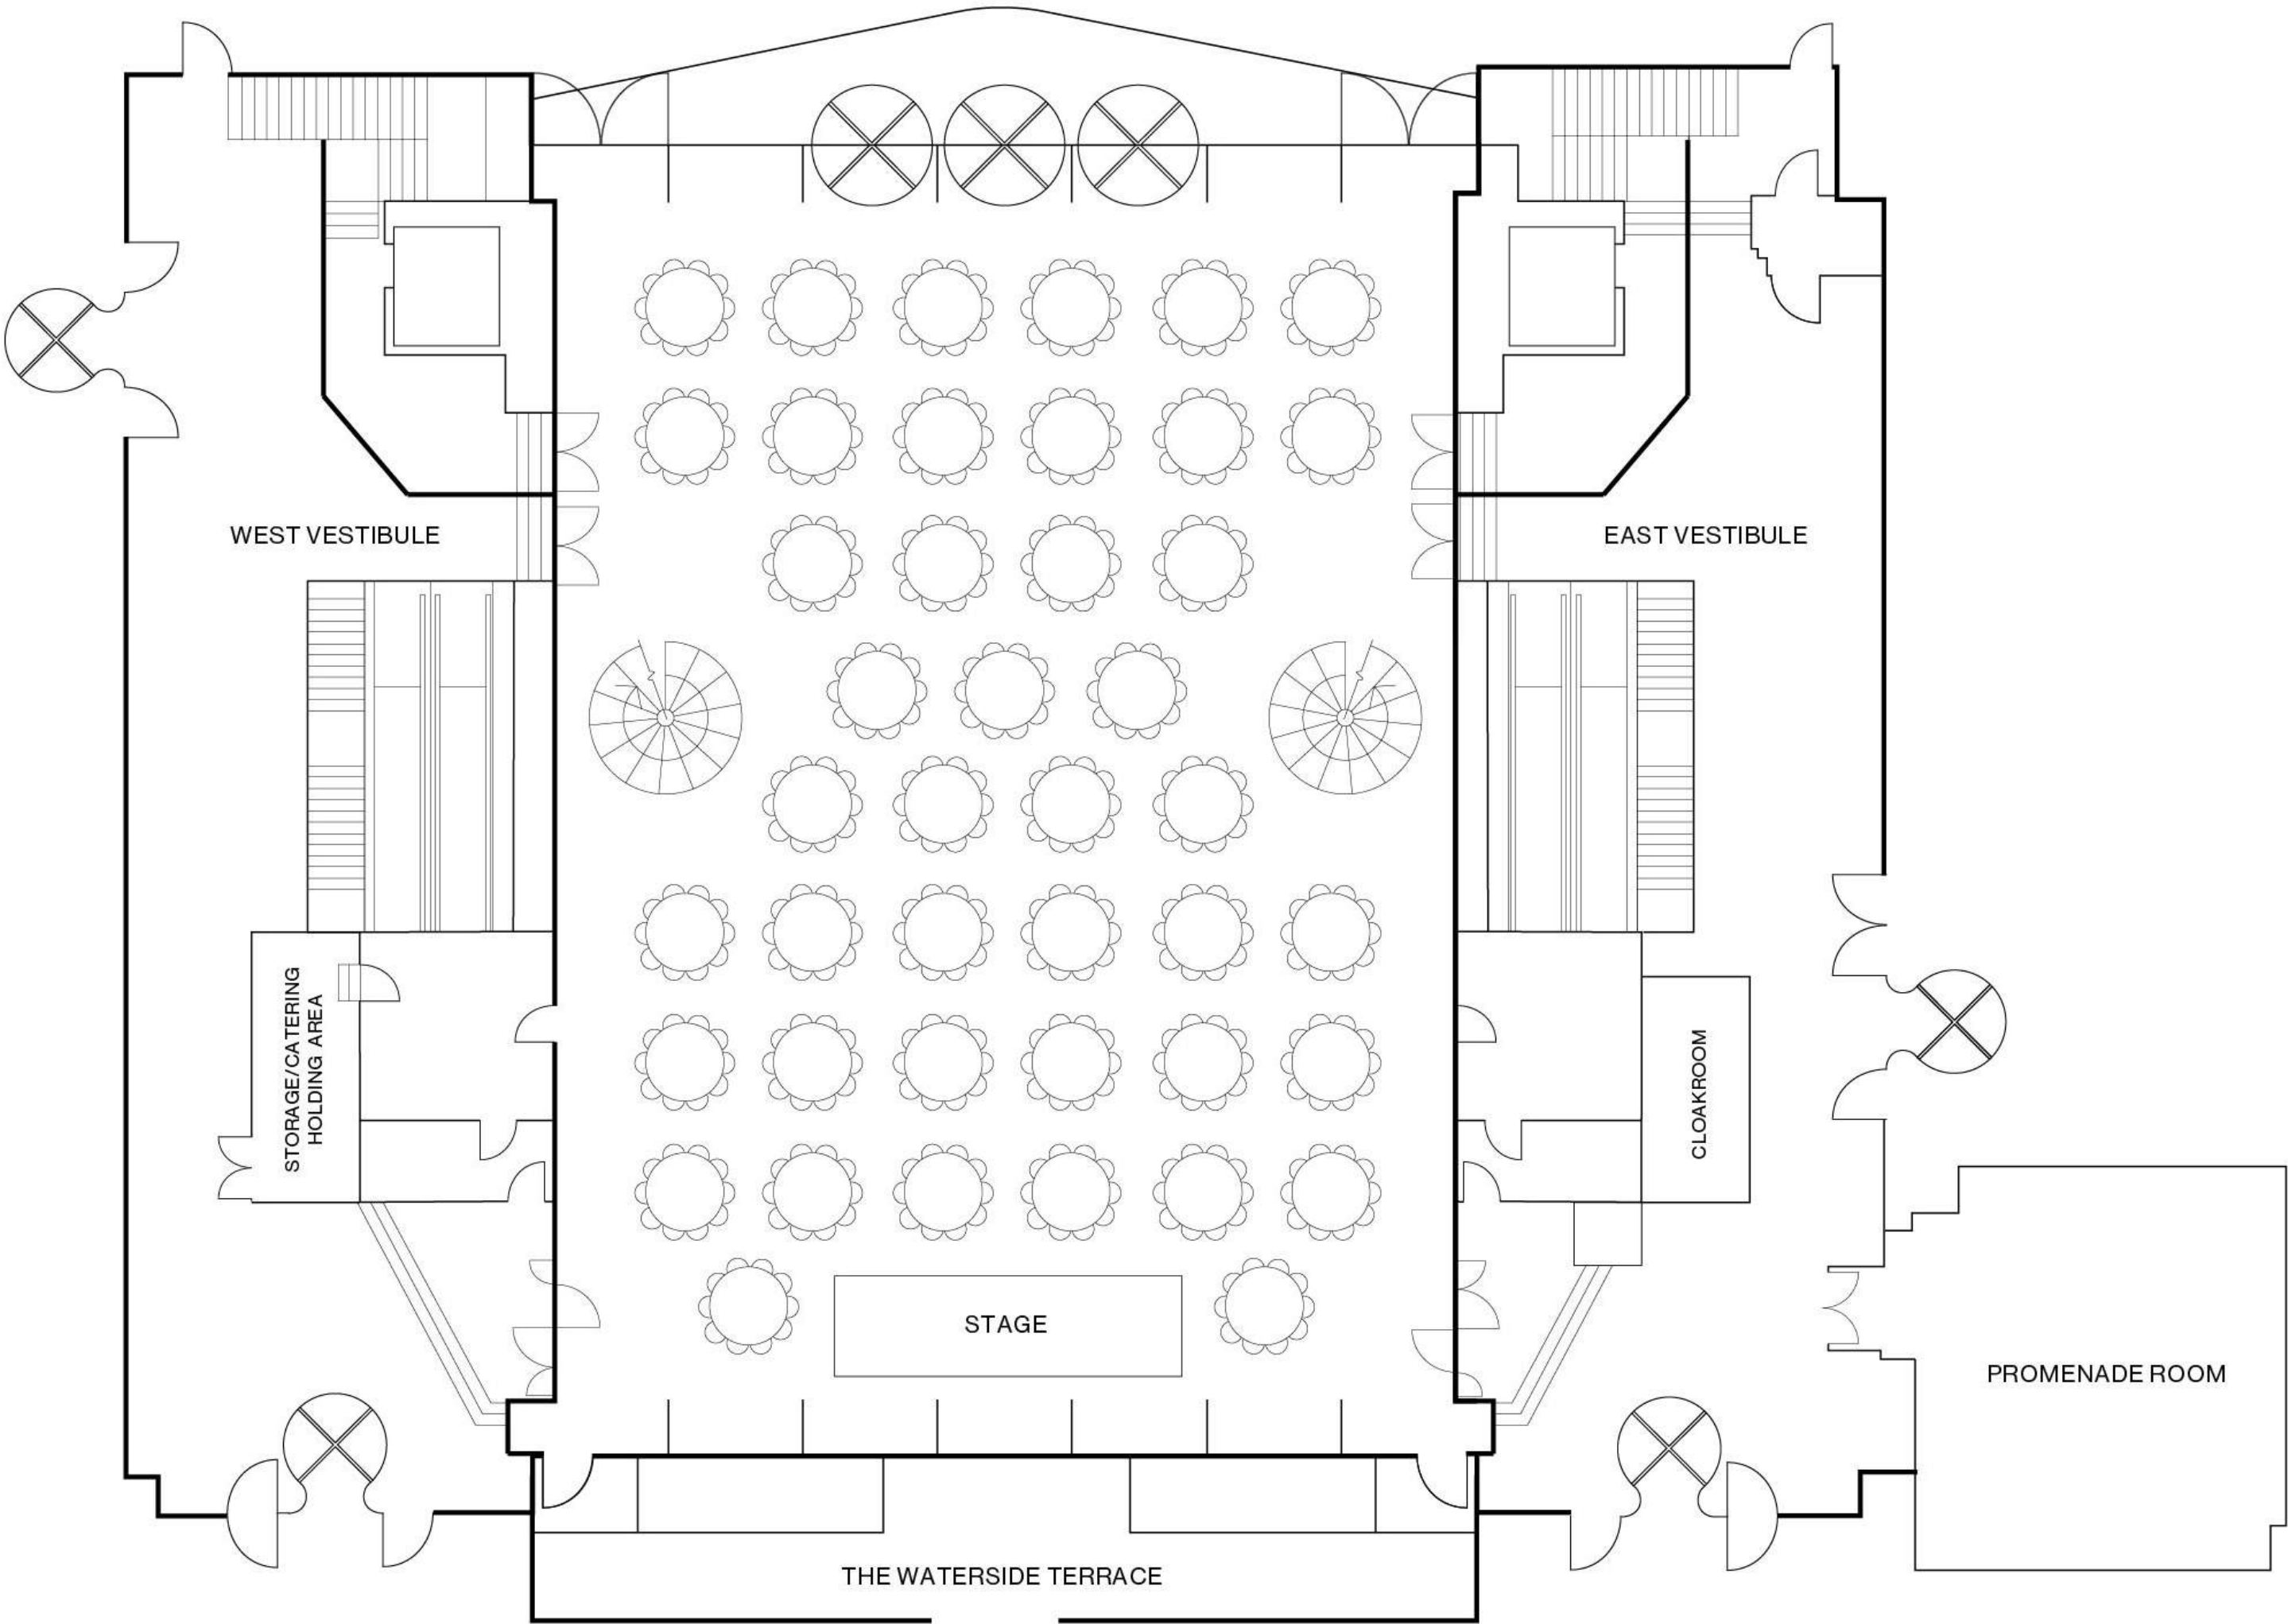 WEST VESTIBULE
EAST VESTIBULE
STORAGE/CATERING
HOLDING AREA
CLOAKROOM
STAGE
PROMENADE ROOM
THE WATERSIDE TERRACE